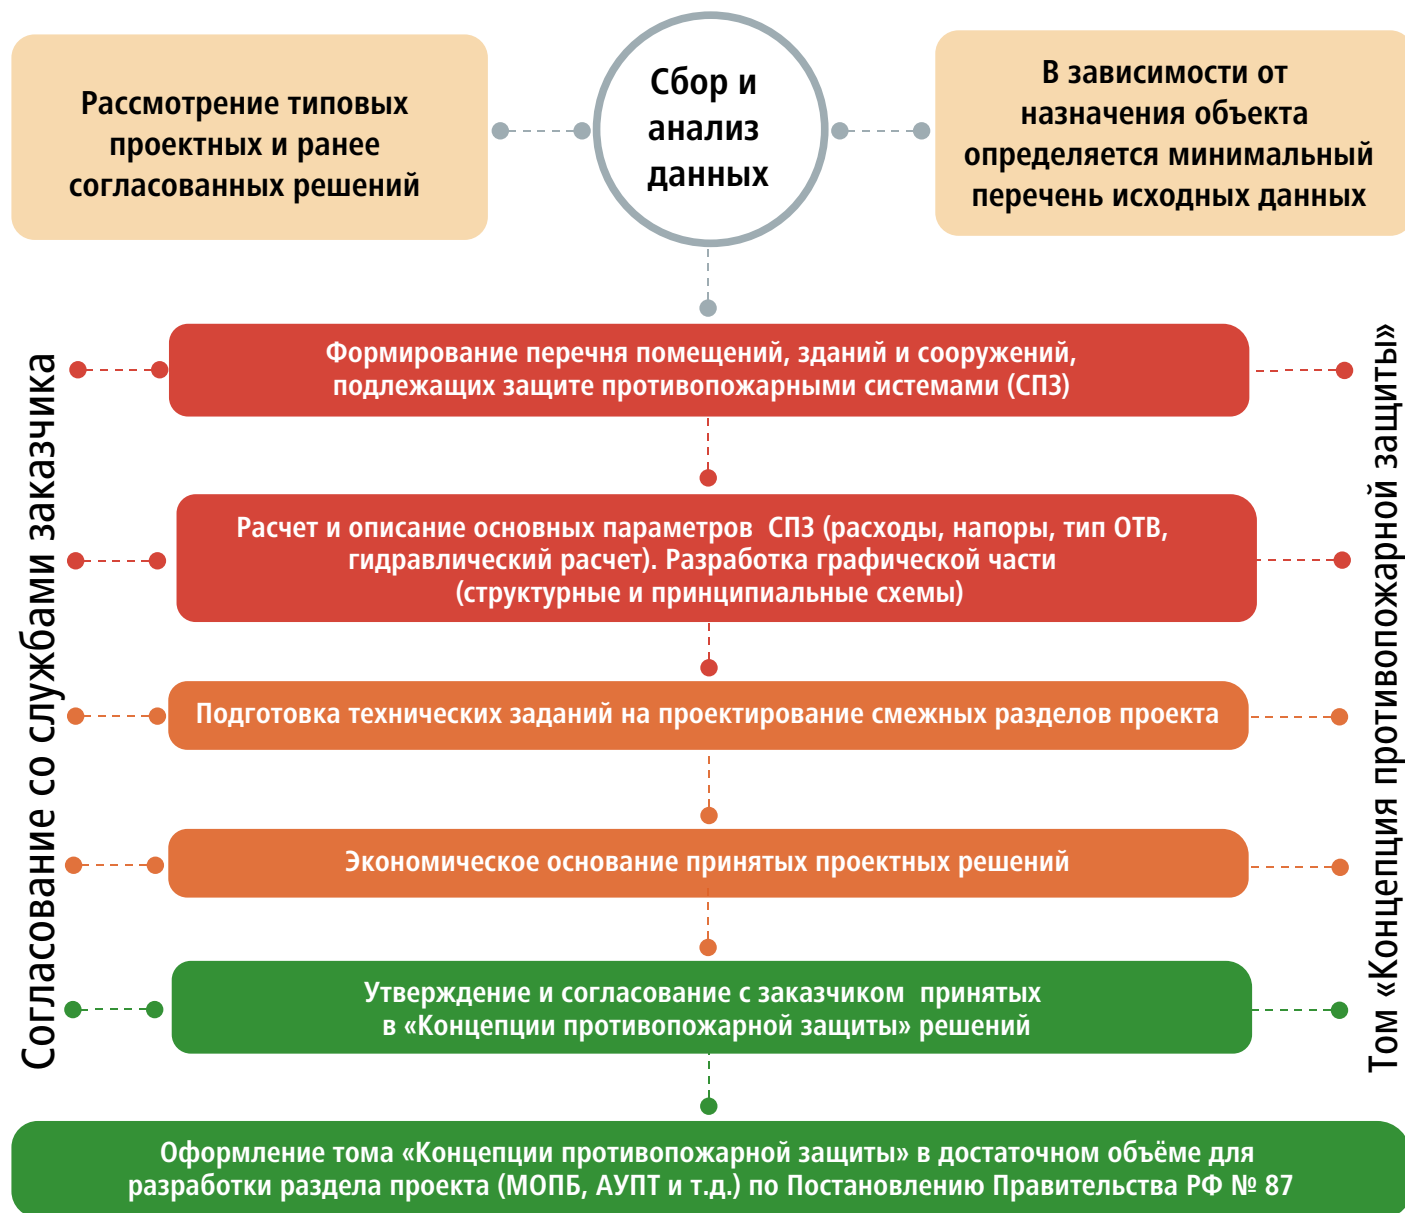 Рассмотрение типовых
проектных и ранее
согласованных решений
Сбор и
анализ
данных
В зависимости от
назначения объекта
определяется минимальный
перечень исходных данных
Согласование со службами заказчика
Формирование перечня помещений, зданий и сооружений,
подлежащих защите противопожарными системами (СПЗ)
Расчет и описание основных параметров СПЗ (расходы, напоры, тип ОТВ,
гидравлический расчет). Разработка графической части
(структурные и принципиальные схемы)
Подготовка технических заданий на проектирование смежных разделов проекта
Экономическое основание принятых проектных решений
Утверждение и согласование с заказчиком принятых
в «Концепции противопожарной защиты» решений
Том «Концепция противопожарной защиты»
Оформление тома «Концепции противопожарной защиты» в достаточном объёме для
разработки раздела проекта (МОПБ, АУПТ и т.д.) по Постановлению Правительства РФ № 87